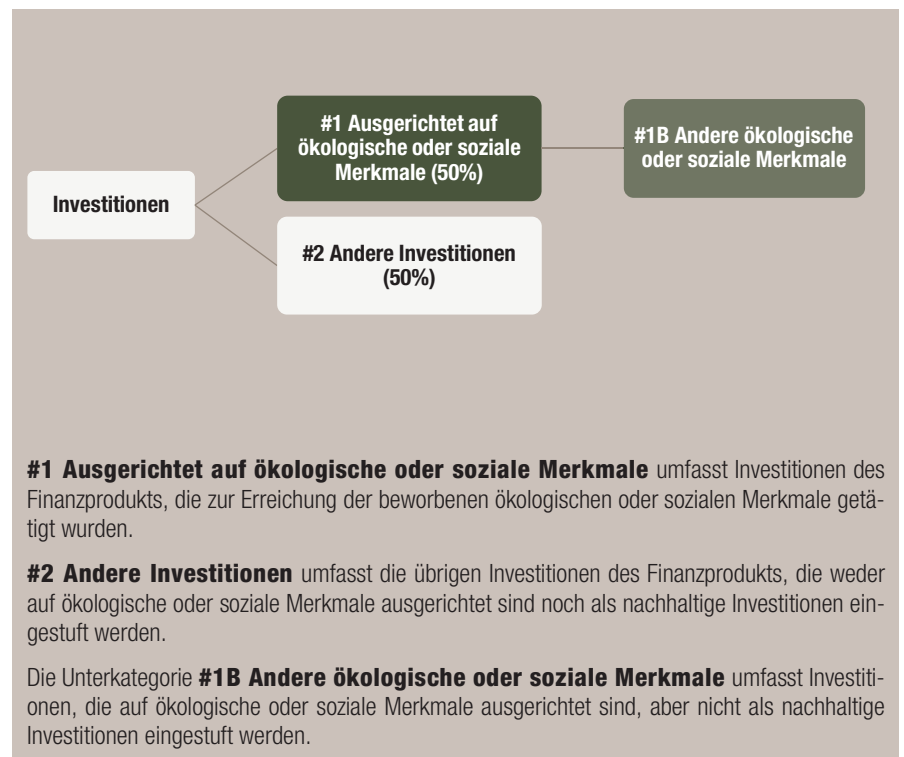 #1 Ausgerichtet auf
ökologische oder soziale
Merkmale (50%)
#1B Andere ökologische
oder soziale Merkmale
Investitionen
#2 Andere Investitionen
(50%)
#1 Ausgerichtet auf ökologische oder soziale Merkmale umfasst Investitionen des
Finanzprodukts, die zur Erreichung der beworbenen ökologischen oder sozialen Merkmale getä-
tigt wurden.
#2 Andere Investitionen umfasst die übrigen Investitionen des Finanzprodukts, die weder
auf ökologische oder soziale Merkmale ausgerichtet sind noch als nachhaltige Investitionen ein-
gestuft werden.
Die Unterkategorie #1B Andere ökologische oder soziale Merkmale umfasst Investiti-
onen, die auf ökologische oder soziale Merkmale ausgerichtet sind, aber nicht als nachhaltige
Investitionen eingestuft werden.